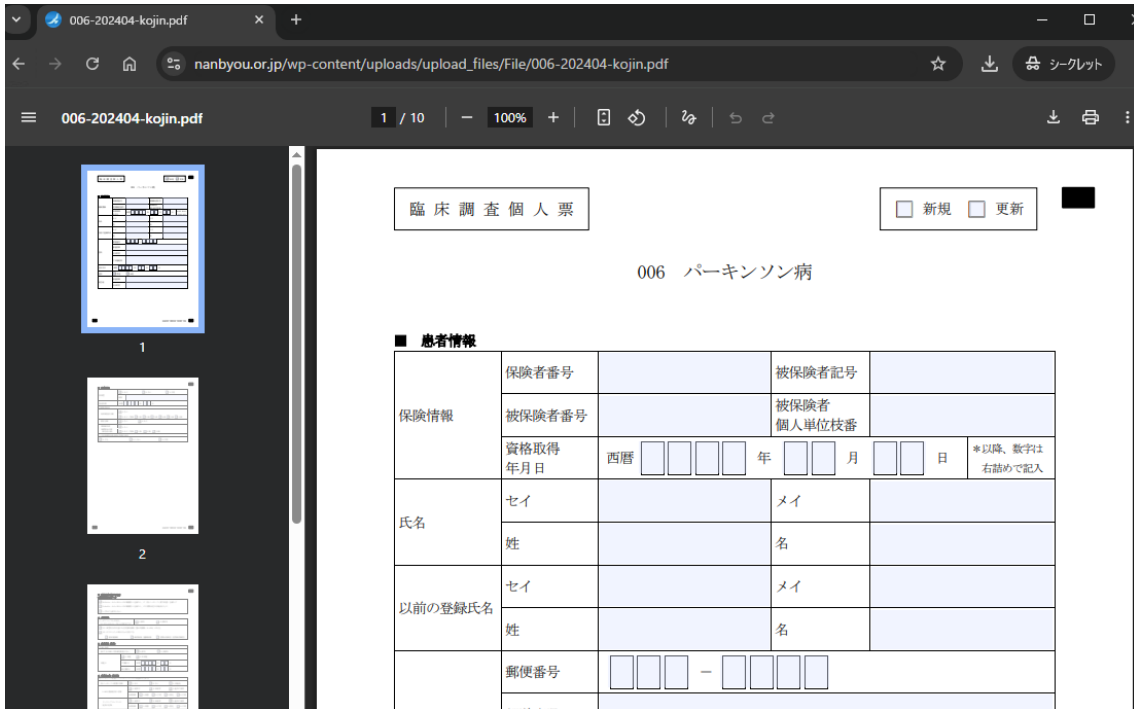 006-202404-kojin.pdf
nanbyou.or.jp/wp-content/uploads/upload_files/File/006-202404-kojin.pdf
シークレット
006-202404-kojin.pdf
1 / 10
100%
1
2
臨床調査個人票
新規 更新
006 パーキンソン病
■ 患者情報
保険情報
保険者番号
被保険者記号
被保険者番号
被保険者
個人単位枝番
資格取得
年月日
西暦 年 月 日
*以降、数字は
右詰めで記入
氏名
セイ
メイ
姓
名
以前の登録氏名
セイ
メイ
姓
名
郵便番号
－